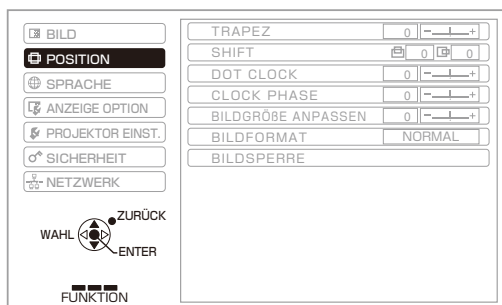 BILD
POSITION
SPRACHE
ANZEIGE OPTION
PROJEKTOR EINST.
SICHERHEIT
NETZWERK
ZURÜCK
WAHL
ENTER
FUNKTION
TRAPEZ 0 - +
SHIFT 0 0
DOT CLOCK 0 - +
CLOCK PHASE 0 - +
BILDGRÖßE ANPASSEN 0 - +
BILDFORMAT NORMAL
BILDSPERRE